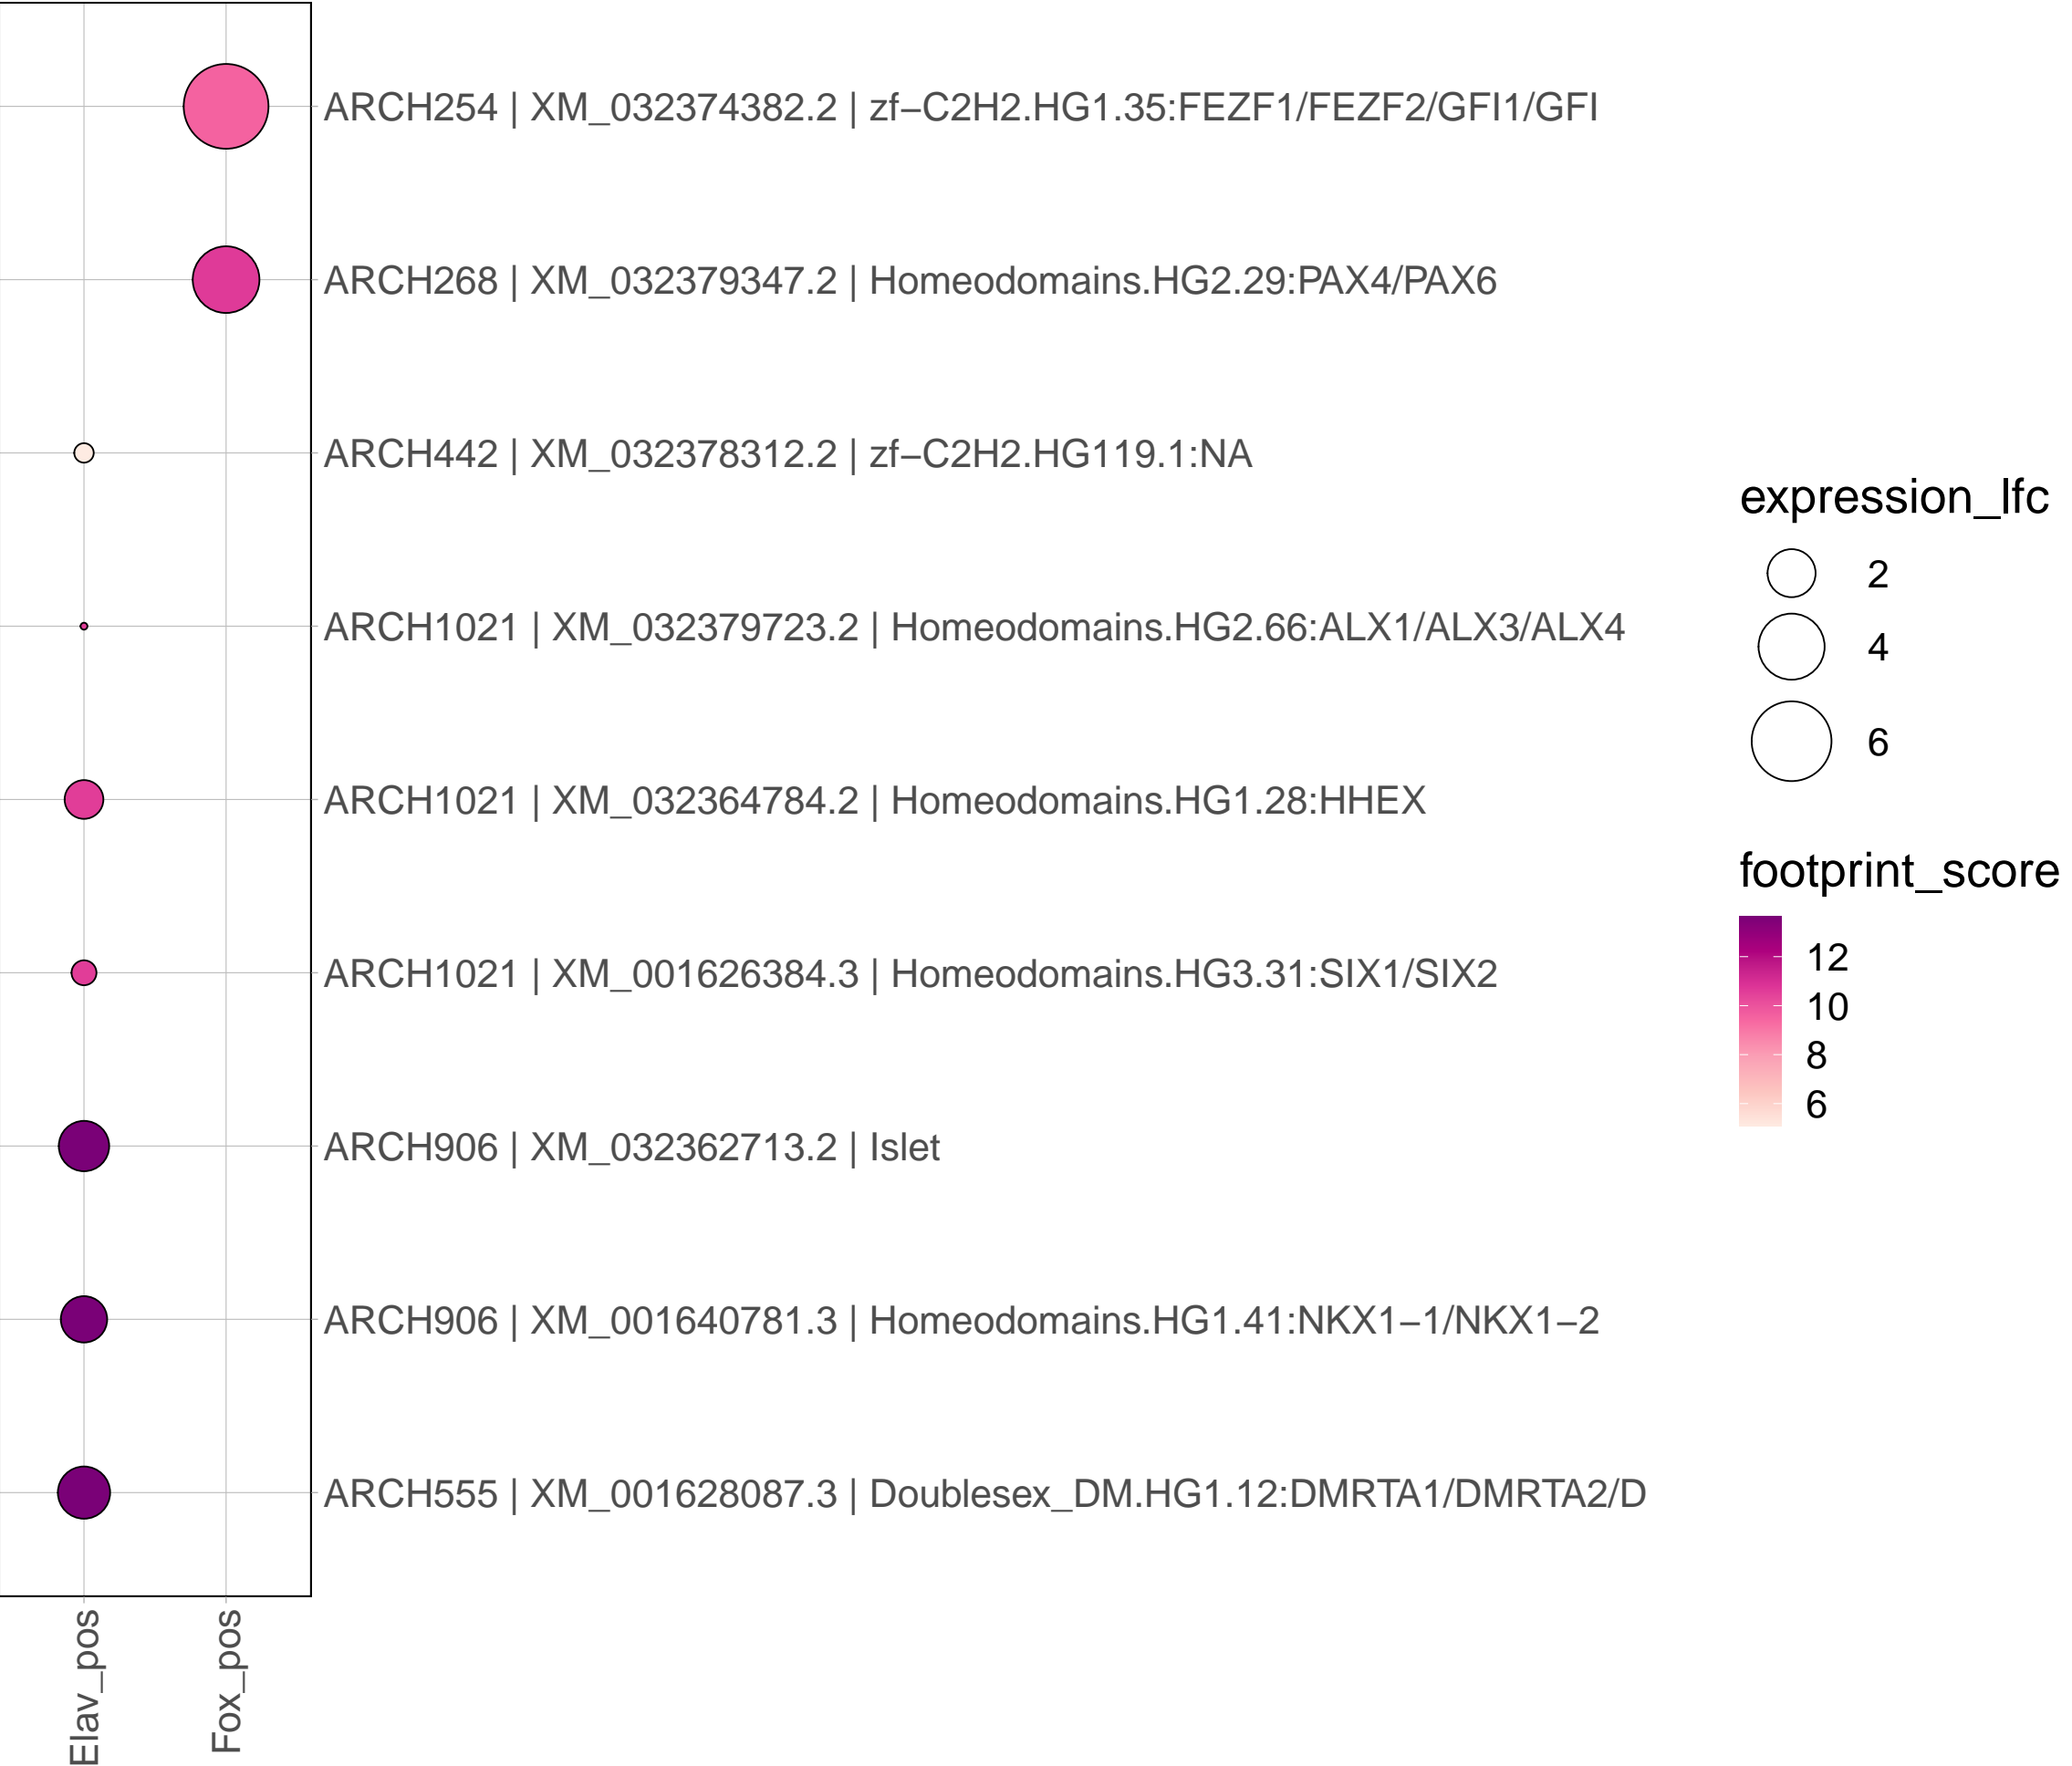 ARCH254 | XM_032374382.2 | zf−C2H2.HG1.35:FEZF1/FEZF2/GFI1/GFI
ARCH268 | XM_032379347.2 | Homeodomains.HG2.29:PAX4/PAX6
ARCH442 | XM_032378312.2 | zf−C2H2.HG119.1:NA
ARCH1021 | XM_032379723.2 | Homeodomains.HG2.66:ALX1/ALX3/ALX4
ARCH1021 | XM_032364784.2 | Homeodomains.HG1.28:HHEX
ARCH1021 | XM_001626384.3 | Homeodomains.HG3.31:SIX1/SIX2
ARCH906 | XM_032362713.2 | Islet
ARCH906 | XM_001640781.3 | Homeodomains.HG1.41:NKX1−1/NKX1−2
ARCH555 | XM_001628087.3 | Doublesex_DM.HG1.12:DMRTA1/DMRTA2/D
Elav_pos
Fox_pos
expression_lfc
2
4
6
footprint_score
12
10
8
6